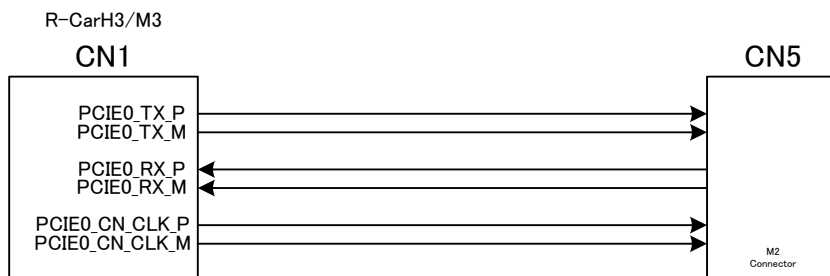 R-CarH3/M3
CN1
CN5
PCIE0_TX_P
PCIE0_TX_M
PCIE0_RX_P
PCIE0_RX_M
PCIE0_CN_CLK_P
PCIE0_CN_CLK_M
M2
Connector